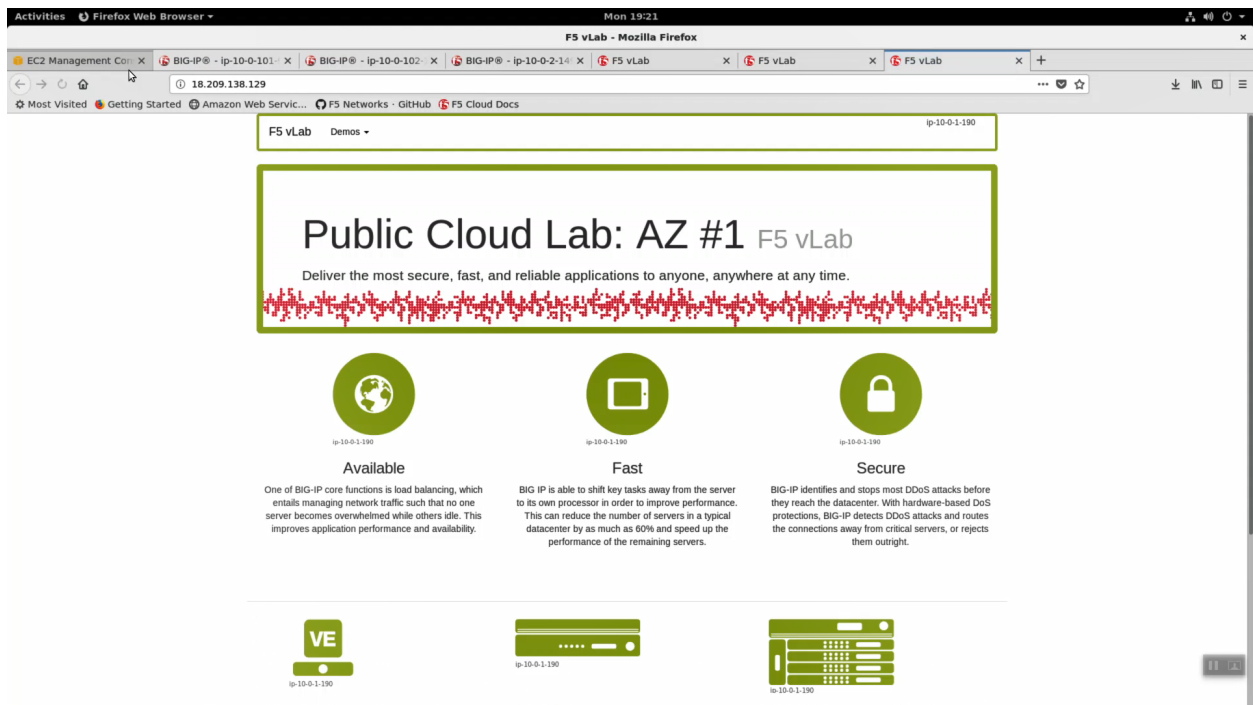 Activities Firefox Web Browser Mon 19:21
F5 vLab - Mozilla Firefox
EC2 Management Con BIG-IP® - ip-10-0-101- BIG-IP® - ip-10-0-102- BIG-IP® - ip-10-0-2-14 F5 vLab F5 vLab F5 vLab
18.209.138.129
Most Visited Getting Started Amazon Web Servic... F5 Networks · GitHub F5 Cloud Docs
F5 vLab Demos ip-10-0-1-190
Public Cloud Lab: AZ #1 F5 vLab
Deliver the most secure, fast, and reliable applications to anyone, anywhere at any time.
ip-10-0-1-190 ip-10-0-1-190 ip-10-0-1-190
Available
One of BIG-IP core functions is load balancing, which
entails managing network traffic such that no one
server becomes overwhelmed while others idle. This
improves application performance and availability.
Fast
BIG IP is able to shift key tasks away from the server
to its own processor in order to improve performance.
This can reduce the number of servers in a typical
datacenter by as much as 60% and speed up the
performance of the remaining servers.
Secure
BIG-IP identifies and stops most DDoS attacks before
they reach the datacenter. With hardware-based DoS
protections, BIG-IP detects DDoS attacks and routes
the connections away from critical servers, or rejects
them outright.
VE
ip-10-0-1-190 ip-10-0-1-190 ip-10-0-1-190